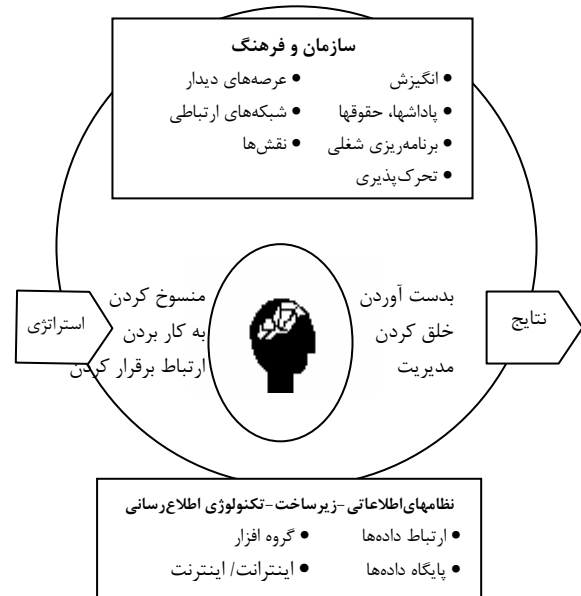 سازمان و فرهنگ
• انگیزش
• پاداشها، حقوقها
• برنامه‌ریزی شغلی
• تحرک‌پذیری
• عرصه‌های دیدار
• شبکه‌های ارتباطی
• نقش‌ها
نتایج
بدست آوردن
خلق کردن
مدیریت
منسوخ کردن
به کار بردن
ارتباط برقرار کردن
استراتژی
نظامهای‌اطلاعاتی -زیرساخت-تکنولوژی اطلاع‌رسانی
• ارتباط داده‌ها
• پایگاه داده‌ها
• گروه افزار
• اینترانت/ اینترنت